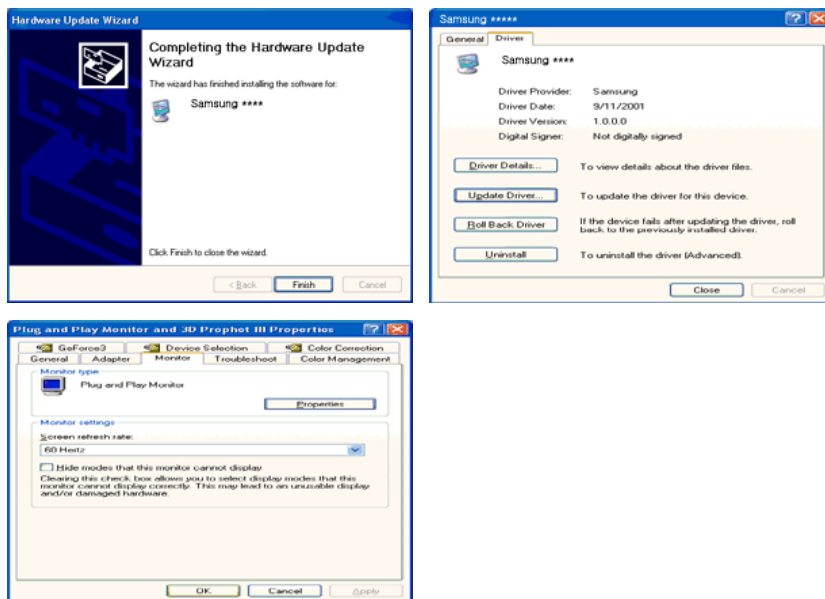 Hardware Update Wizard
Completing the Hardware Update
Wizard
The wizard has finished installing the software for:
Samsung ****
Click Finish to close the wizard.
< Back
Finish
Cancel
Samsung *****
General
Driver
Samsung ****
Driver Provider: Samsung
Driver Date: 9/11/2001
Driver Version: 1.0.0.0
Digital Signer: Not digitally signed
Driver Details...
To view details about the driver files.
Update Driver...
To update the driver for this device.
Roll Back Driver
If the device fails after updating the driver, roll
back to the previously installed driver.
Uninstall
To uninstall the driver (Advanced).
Close
Cancel
Plug and Play Monitor and 3D Prophet III Properties
GeForce3
Device Selection
Color Correction
General
Adapter
Monitor
Troubleshoot
Color Management
Monitor type
Plug and Play Monitor
Properties
Monitor settings
Screen refresh rate:
60 Hertz
Hide modes that this monitor cannot display
Clearing this check box allows you to select display modes that this
monitor cannot display correctly. This may lead to an unusable display
and/or damaged hardware.
OK
Cancel
Apply